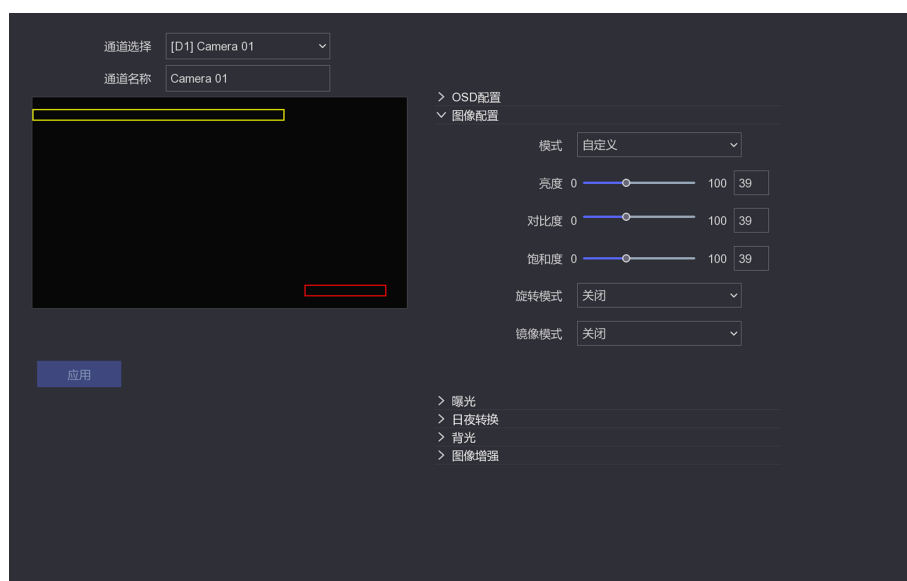 通道选择 [D1] Camera 01
通道名称 Camera 01
OSD配置
图像配置
模式 自定义
亮度 0 100 39
对比度 0 100 39
饱和度 0 100 39
旋转模式 关闭
镜像模式 关闭
应用
曝光
日夜转换
背光
图像增强